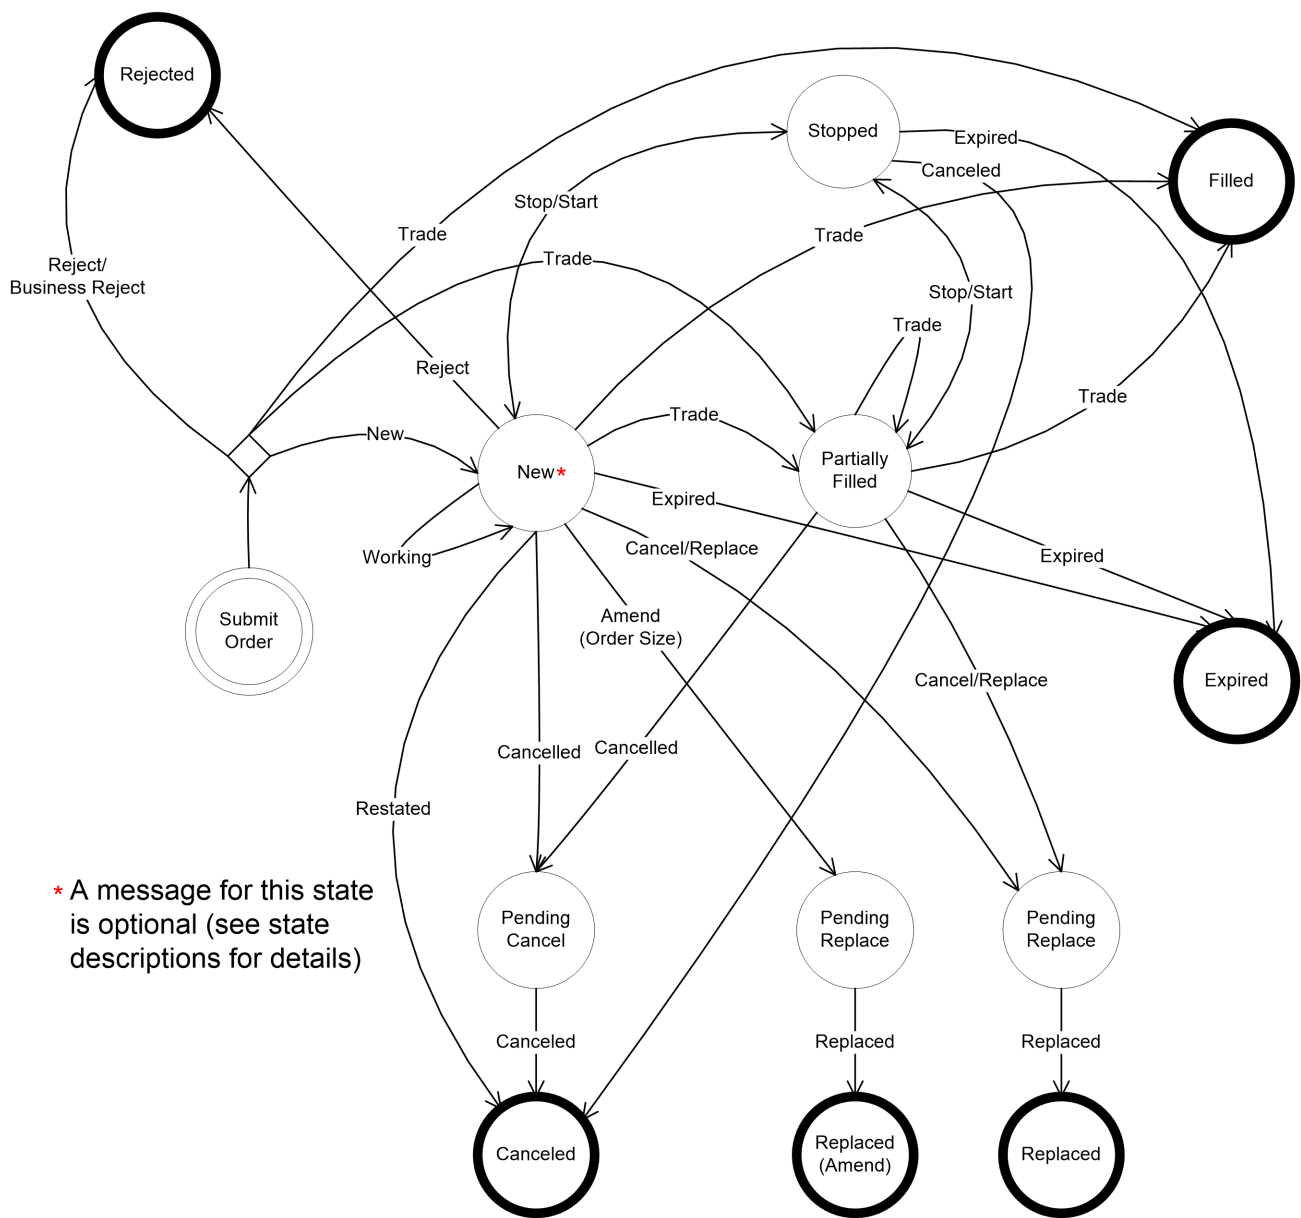 Rejected
Stopped
Expired
Canceled
Filled
Stop/Start
Trade
Trade
Trade
Reject/
Business Reject
Stop/Start
Trade
Reject
Trade
Trade
New
Partially
Filled
New*
Expired
Working
Cancel/Replace
Expired
Submit
Order
Amend
(Order Size)
Cancel/Replace
Expired
Cancelled
Cancelled
Restated
* A message for this state
is optional (see state
descriptions for details)
Pending
Cancel
Pending
Replace
Pending
Replace
Canceled
Replaced
Replaced
Canceled
Replaced
(Amend)
Replaced